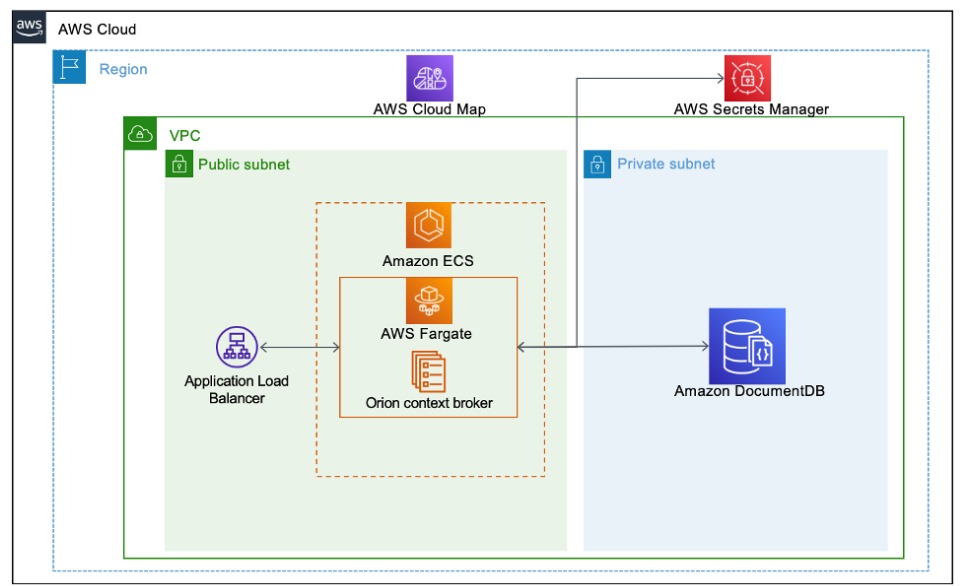 aws
AWS Cloud
Region
AWS Cloud Map
AWS Secrets Manager
VPC
Public subnet
Private subnet
Amazon ECS
AWS Fargate
Application Load
Balancer
Orion context broker
Amazon DocumentDB